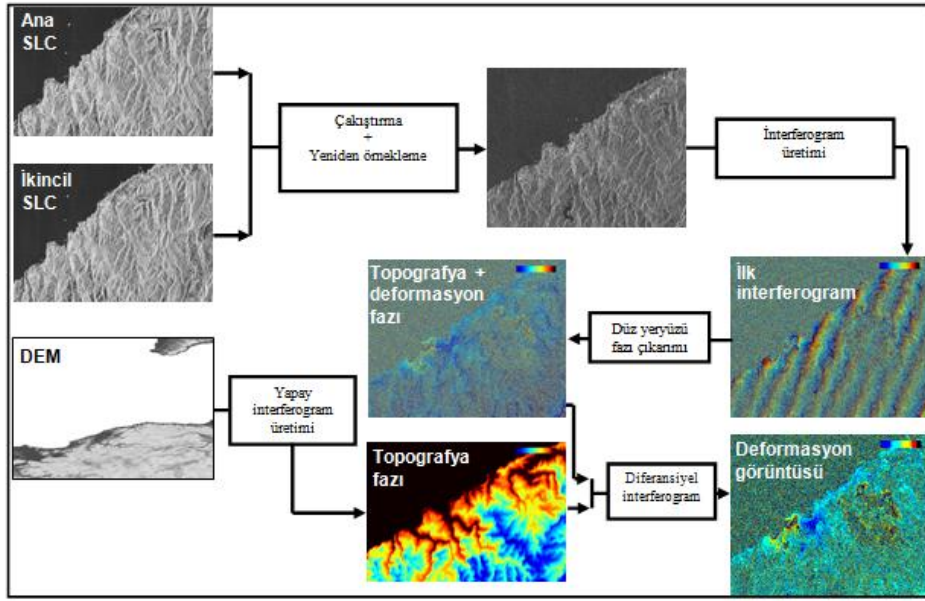 Ana
SLC
Çakıştırma
+
Yeniden örnekleme
İnterferogram
üretimi
İkincil
SLC
Topografya +
deformasyon
fazı
Düz yeryüzü
fazı çıkarımı
İlk
interferogram
DEM
Yapay
interferogram
üretimi
Topografya
fazı
Diferansiyel
interferogram
Deformasyon
görüntüsü